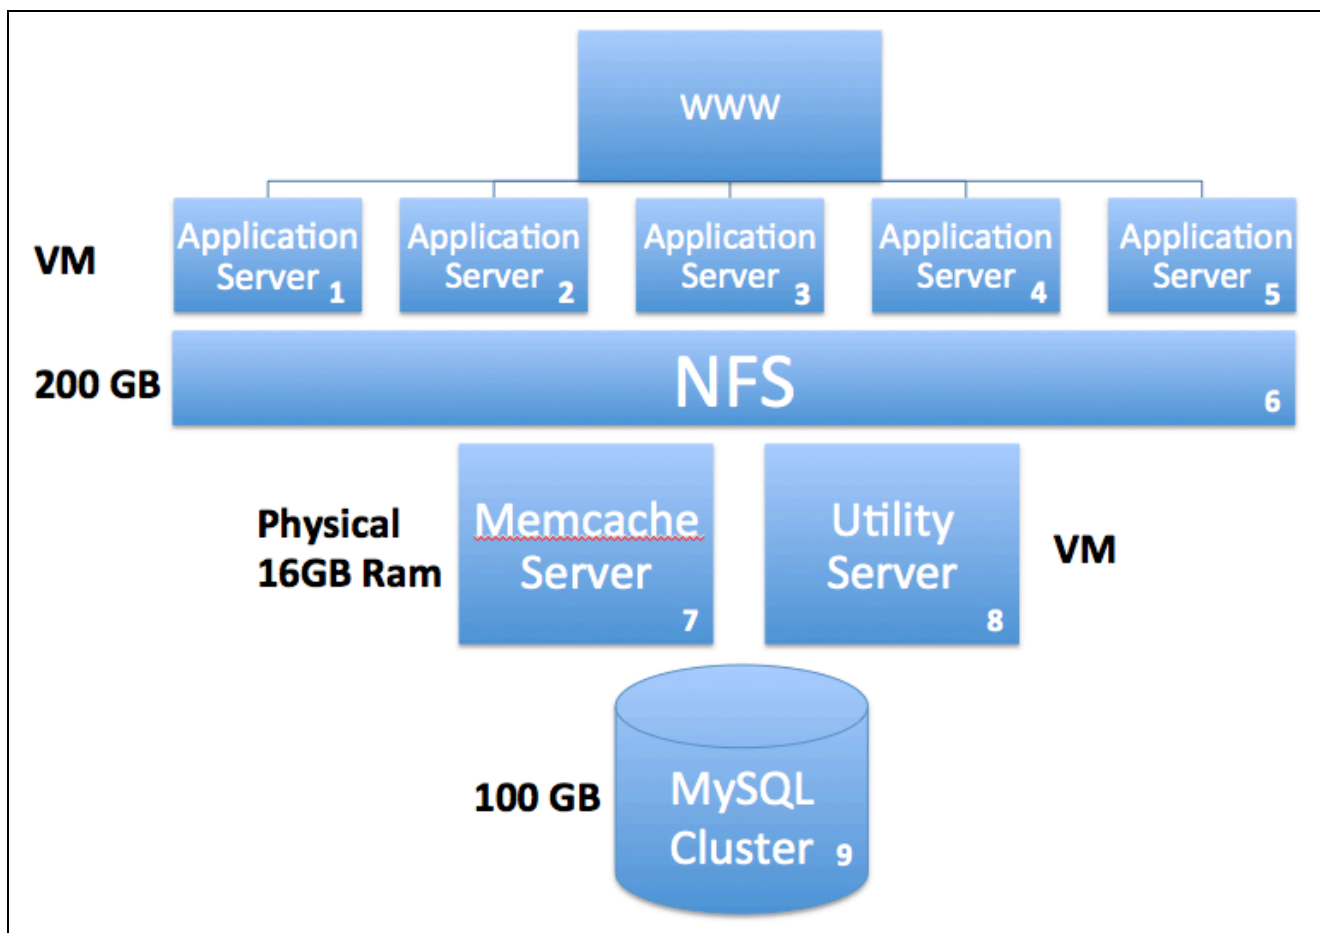 www
VM
Application
Server 1
Application
Server 2
Application
Server 3
Application
Server 4
Application
Server 5
200 GB
NFS
6
Physical
16GB Ram
Memcache
Server
7
Utility
Server
8
VM
100 GB
MySQL
Cluster 9